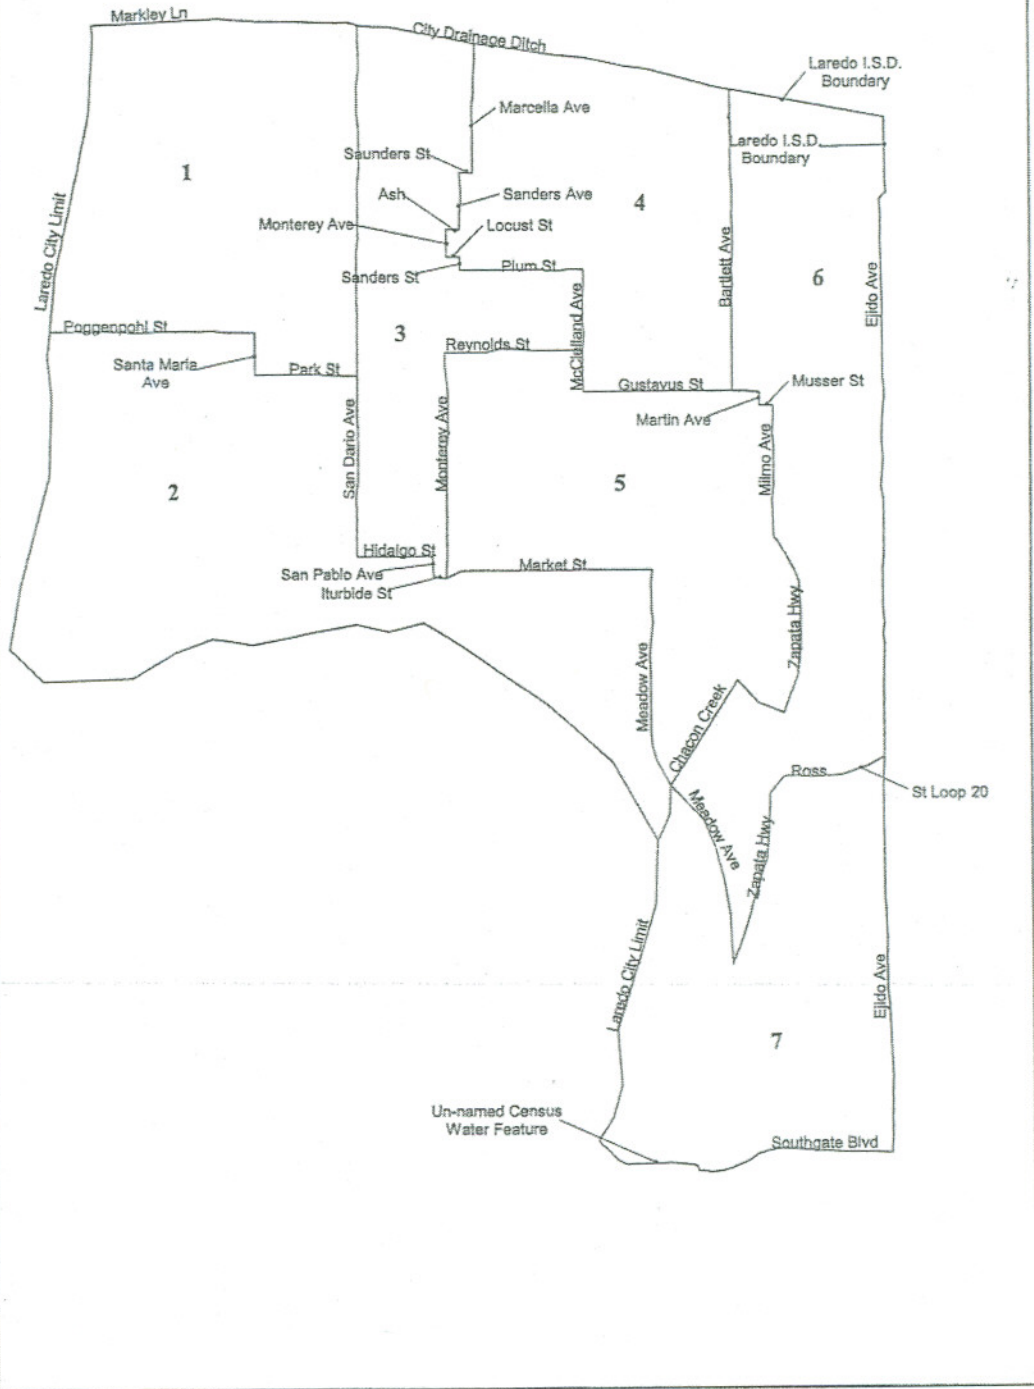 Markley Ln
City Drainage Ditch
Laredo I.S.D.
Boundary
Marcella Ave
Laredo I.S.D.
Boundary
Saunders St
1
Ash
Sanders Ave
4
Laredo City Limit
Monterey Ave
Locust St
Sanders St
Plum St
Bartlett Ave
6
Ejido Ave
Poggenpohl St
3
Reynolds St
McClelland Ave
Santa Maria
Ave
Park St
Gustavus St
Musser St
Martin Ave
San Dario Ave
Monterey Ave
Milmo Ave
2
5
Hidalgo St
San Pablo Ave
Iturbide St
Market St
Zapata Hwy
Meadow Ave
Chacon Creek
Ross
St Loop 20
Meadow Ave
Zapata Hwy
Laredo City Limit
Ejido Ave
7
Un-named Census
Water Feature
Southgate Blvd